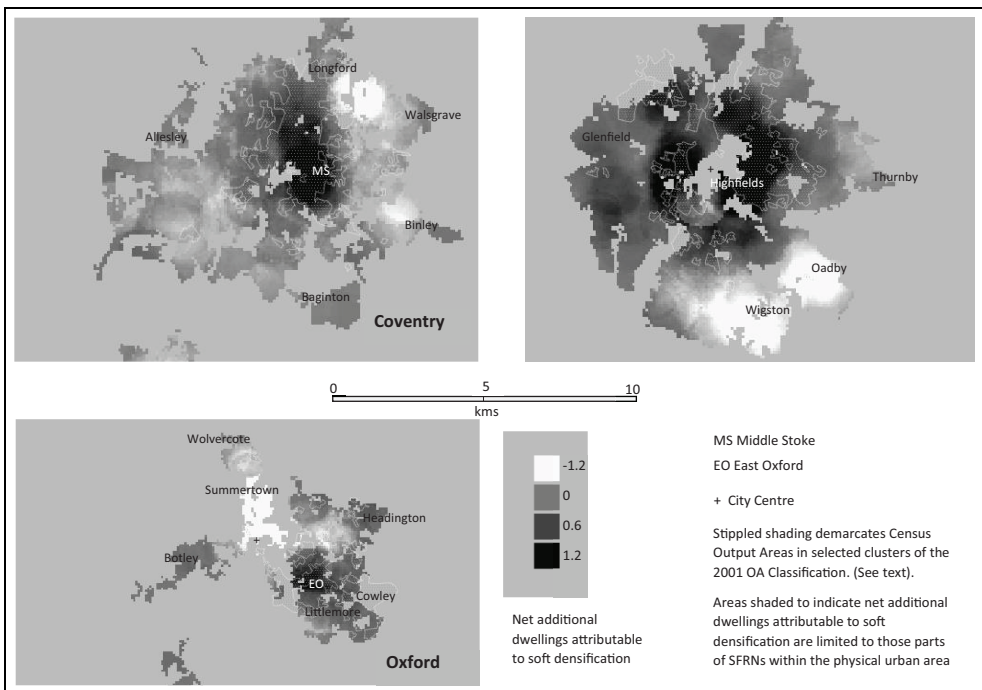 Longford
Walsgrave
Allesley
MS
Binley
Baginton
Coventry
Glenfield
Highfields
Thurnby
Oadby
Wigston
0 5 10
kms
Wolvercote
Summertown
Headington
Botley
EO
Cowley
Littlemore
Oxford
-1.2
0
0.6
1.2
Net additional
dwellings attributable
to soft densification
MS Middle Stoke
EO East Oxford
+ City Centre
Stippled shading demarcates Census
Output Areas in selected clusters of the
2001 OA Classification. (See text).
Areas shaded to indicate net additional
dwellings attributable to soft
densification are limited to those parts
of SFRNs within the physical urban area